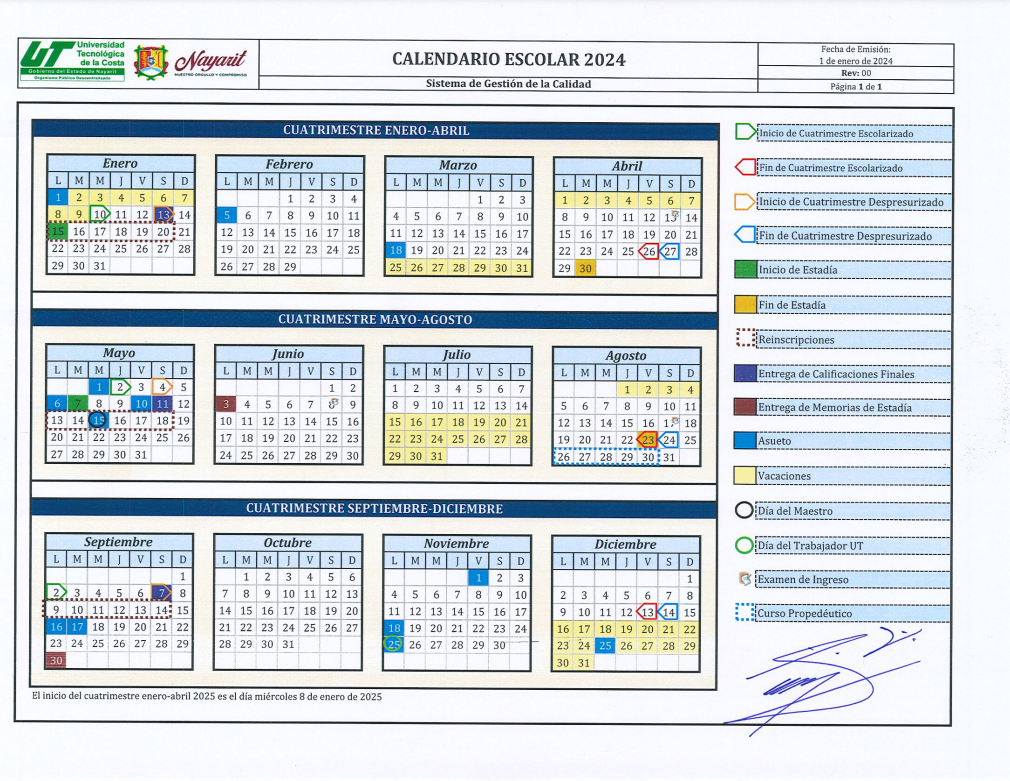 UT Universidad
Tecnológica
de la Costa
Gobierno del Estado de Nayarit
Organismo Público Descentralizado
Nayarit
NUESTRO ORGULLO Y COMPROMISO
CALENDARIO ESCOLAR 2024
Sistema de Gestión de la Calidad
Fecha de Emisión:
1 de enero de 2024
Rev: 00
Página 1 de 1
CUATRIMESTRE ENERO-ABRIL
Enero
L M M J V S D
1 2 3 4 5 6 7
8 9 10 11 12 13 14
15 16 17 18 19 20 21
22 23 24 25 26 27 28
29 30 31
Febrero
L M M J V S D
1 2 3 4
5 6 7 8 9 10 11
12 13 14 15 16 17 18
19 20 21 22 23 24 25
26 27 28 29
Marzo
L M M J V S D
1 2 3
4 5 6 7 8 9 10
11 12 13 14 15 16 17
18 19 20 21 22 23 24
25 26 27 28 29 30 31
Abril
L M M J V S D
1 2 3 4 5 6 7
8 9 10 11 12 13 14
15 16 17 18 19 20 21
22 23 24 25 26 27 28
29 30
CUATRIMESTRE MAYO-AGOSTO
Mayo
L M M J V S D
1 2 3 4 5
6 7 8 9 10 11 12
13 14 15 16 17 18 19
20 21 22 23 24 25 26
27 28 29 30 31
Junio
L M M J V S D
1 2
3 4 5 6 7 8 9
10 11 12 13 14 15 16
17 18 19 20 21 22 23
24 25 26 27 28 29 30
Julio
L M M J V S D
1 2 3 4 5 6 7
8 9 10 11 12 13 14
15 16 17 18 19 20 21
22 23 24 25 26 27 28
29 30 31
Agosto
L M M J V S D
1 2 3 4
5 6 7 8 9 10 11
12 13 14 15 16 17 18
19 20 21 22 23 24 25
26 27 28 29 30 31
CUATRIMESTRE SEPTIEMBRE-DICIEMBRE
Septiembre
L M M J V S D
1
2 3 4 5 6 7 8
9 10 11 12 13 14 15
16 17 18 19 20 21 22
23 24 25 26 27 28 29
30
Octubre
L M M J V S D
1 2 3 4 5 6
7 8 9 10 11 12 13
14 15 16 17 18 19 20
21 22 23 24 25 26 27
28 29 30 31
Noviembre
L M M J V S D
1 2 3
4 5 6 7 8 9 10
11 12 13 14 15 16 17
18 19 20 21 22 23 24
25 26 27 28 29 30
Diciembre
L M M J V S D
1
2 3 4 5 6 7 8
9 10 11 12 13 14 15
16 17 18 19 20 21 22
23 24 25 26 27 28 29
30 31
El inicio del cuatrimestre enero-abril 2025 es el día miércoles 8 de enero de 2025
Inicio de Cuatrimestre Escolarizado
Fin de Cuatrimestre Escolarizado
Inicio de Cuatrimestre Despresurizado
Fin de Cuatrimestre Despresurizado
Inicio de Estadía
Fin de Estadía
Reinscripciones
Entrega de Calificaciones Finales
Entrega de Memorias de Estadía
Asueto
Vacaciones
Día del Maestro
Día del Trabajador UT
Examen de Ingreso
Curso Propedéutico